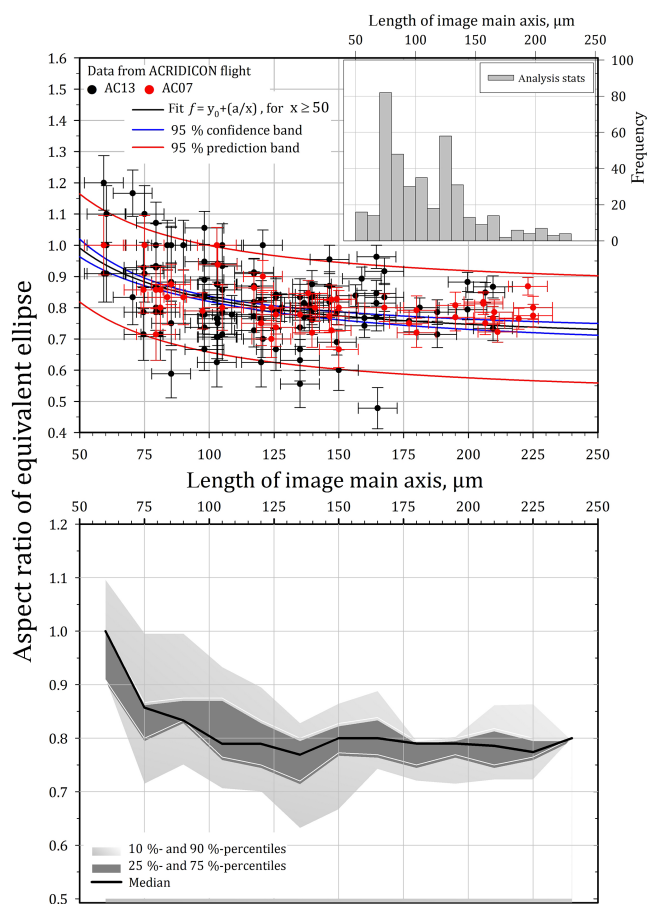 Length of image main axis, µm
50 100 150 200 250
Data from ACRIDICON flight
AC13 AC07
Fit f = y0+(a/x) , for x ≥ 50
95 % confidence band
95 % prediction band
Analysis stats
100
80
60
40
20
0
Frequency
1.6
1.5
1.4
1.3
1.2
1.1
1.0
0.9
0.8
0.7
0.6
0.5
0.4
50 75 100 125 150 175 200 225 250
Length of image main axis, µm
Aspect ratio of equivalent ellipse
50 75 100 125 150 175 200 225 250
1.2
1.1
1.0
0.9
0.8
0.7
0.6
0.5
10 %- and 90 %-percentiles
25 %- and 75 %-percentiles
Median